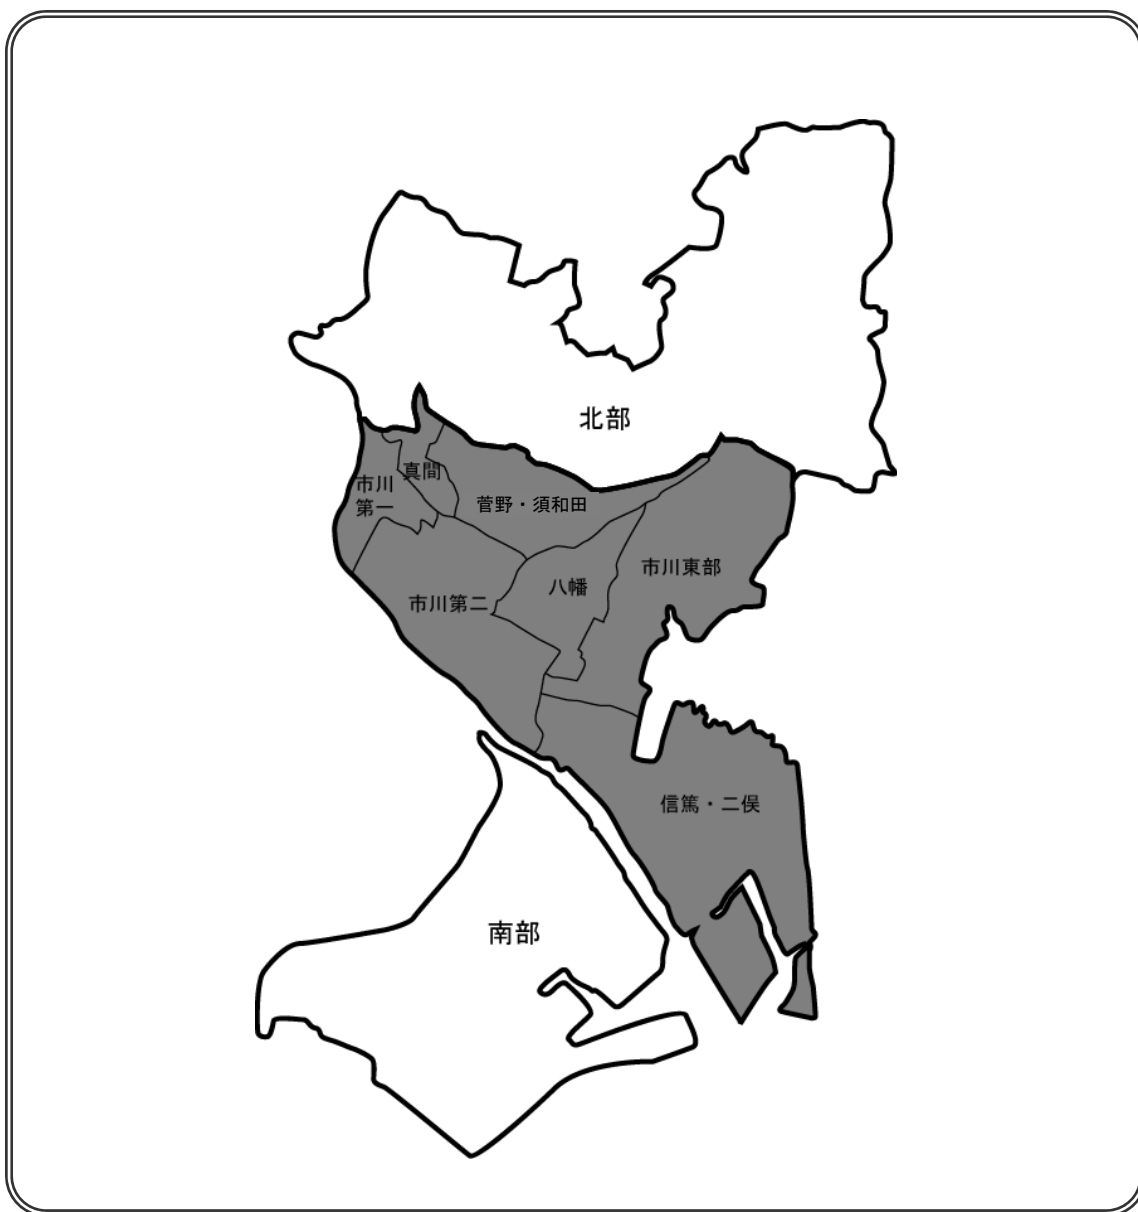 北部
真間
市川
第一
菅野・須和田
市川東部
八幡
市川第二
信篤・二俣
南部